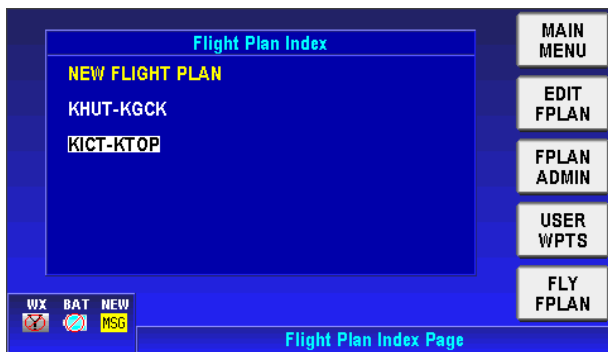 Flight Plan Index
NEW FLIGHT PLAN
KHUT-KGCK
KICT-KTOP
MAIN
MENU
EDIT
FPLAN
FPLAN
ADMIN
USER
WPTS
FLY
FPLAN
WX BAT NEW
MSG
Flight Plan Index Page